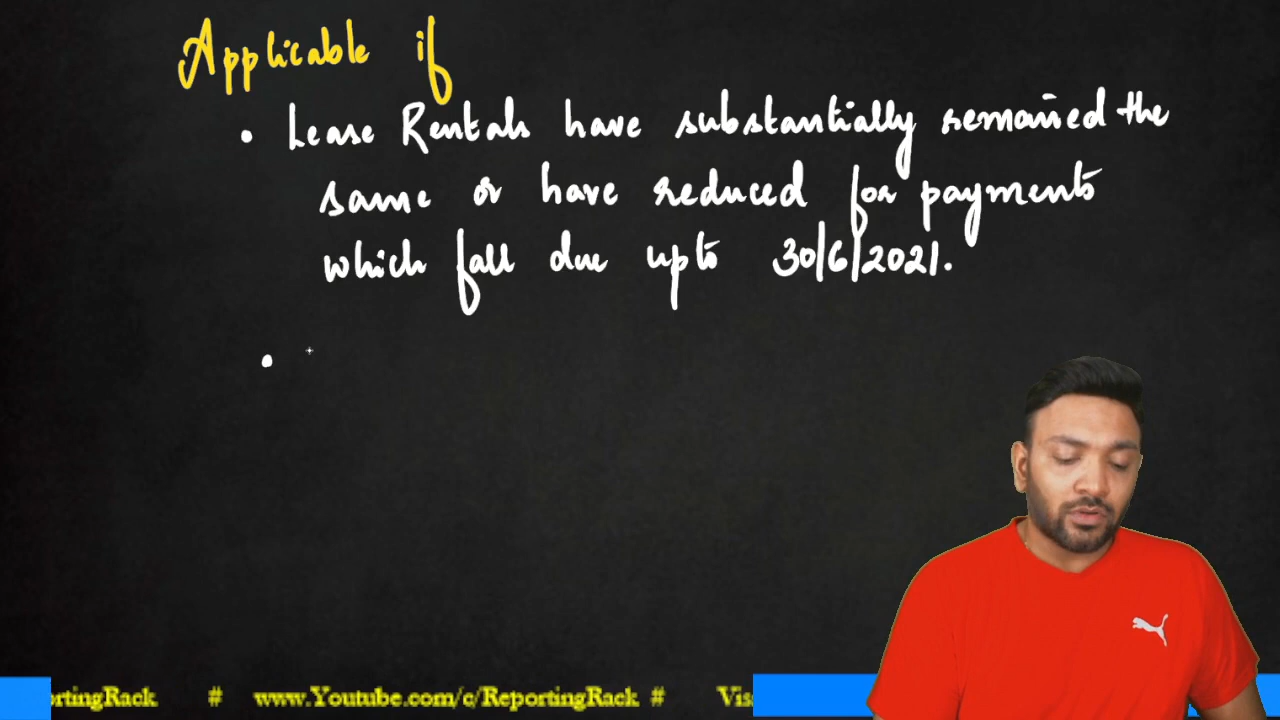 Applicable if
• Lease Rentals have substantially remained the
same or have reduced for payments
which fall due upto 30/6/2021.
•
ortingRack # www.Youtube.com/c/ReportingRack # Vis